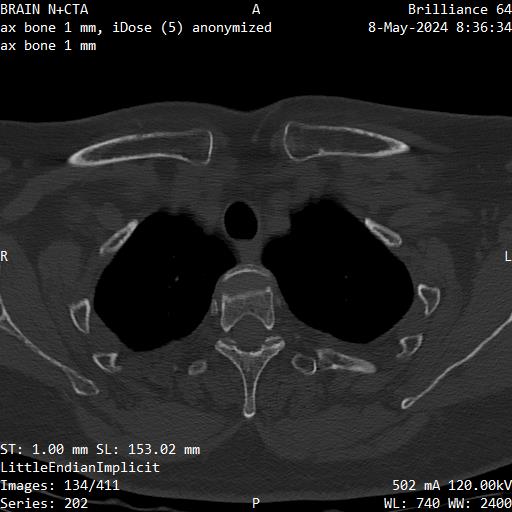 BRAIN N+CTA
ax bone 1 mm, iDose (5) anonymized
ax bone 1 mm
A
Brilliance 64
8-May-2024 8:36:34
R
L
ST: 1.00 mm SL: 153.02 mm
LittleEndianImplicit
Images: 134/411
Series: 202
P
502 mA 120.00kV
WL: 740 WW: 2400